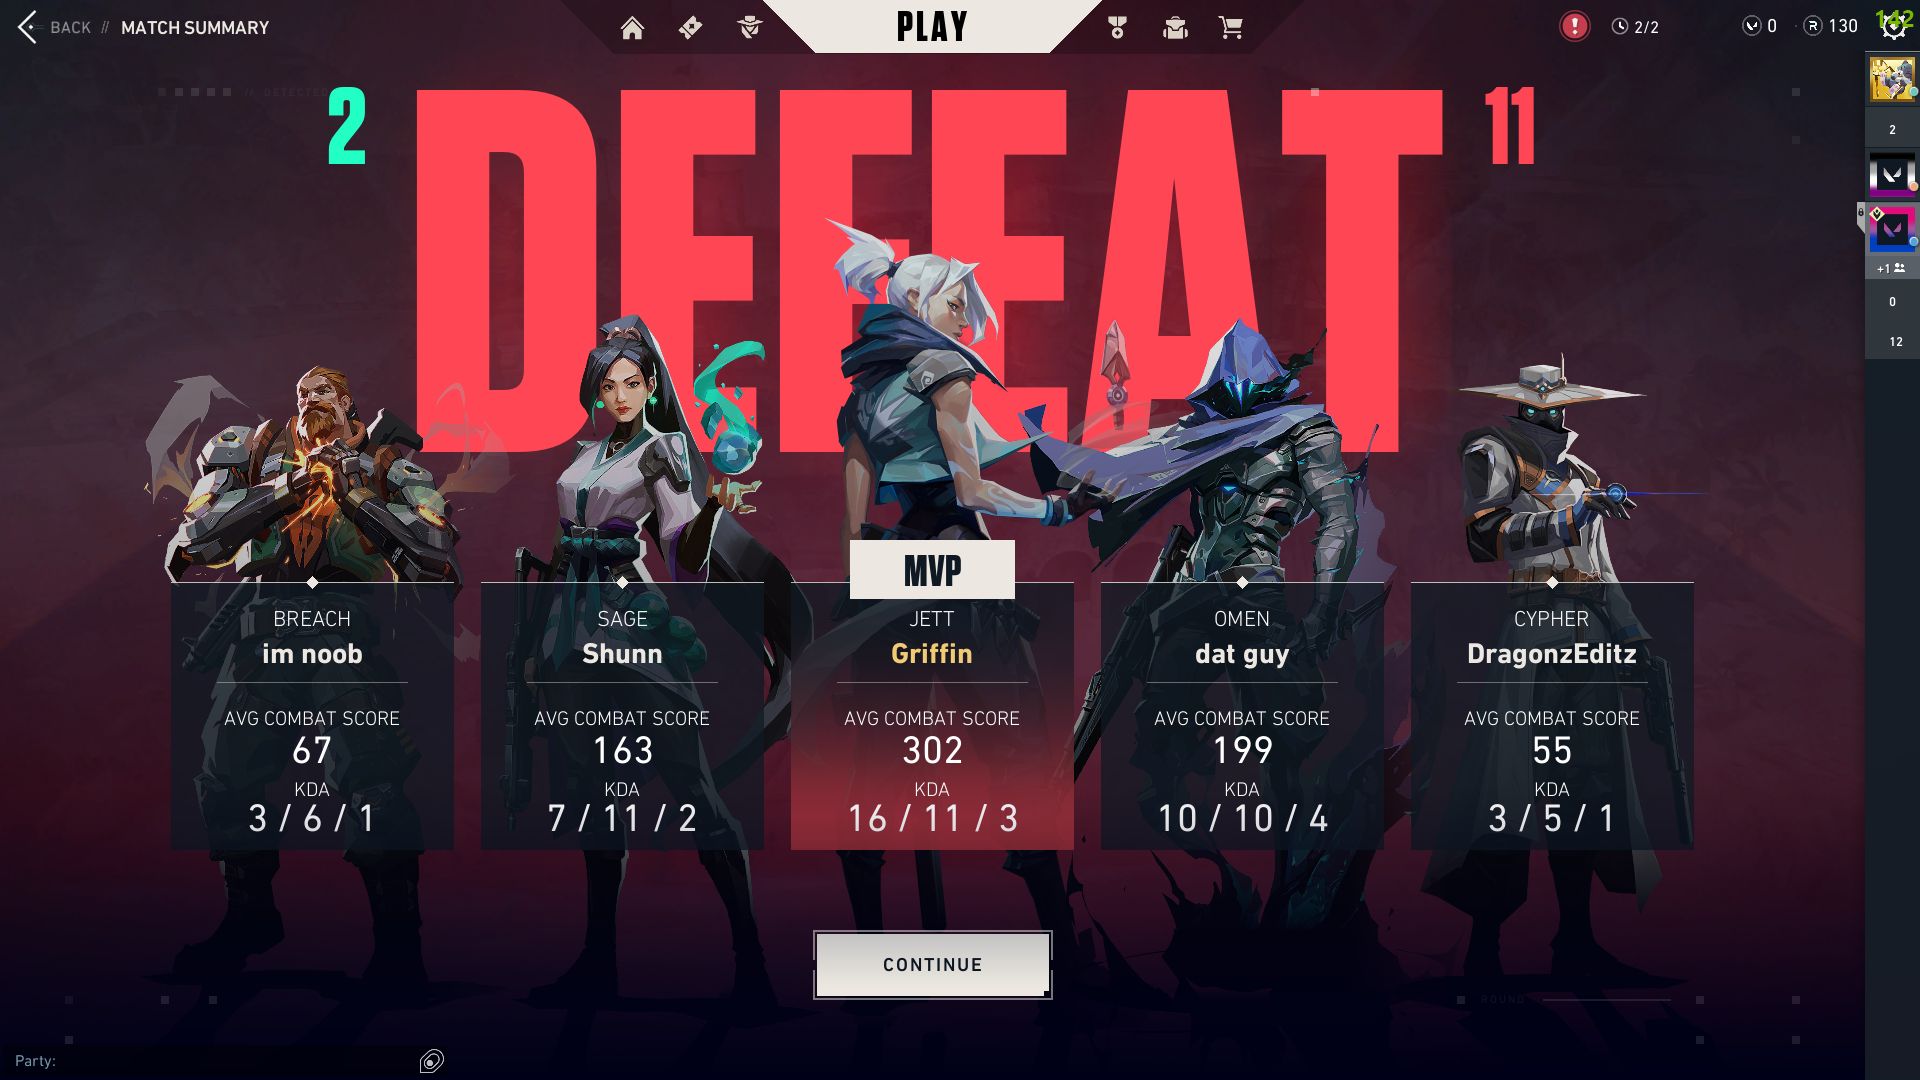 BACK // MATCH SUMMARY
PLAY
2/2
0
130
142
// DETECTED
2
DEFEAT
11
2
+1
0
12
MVP
BREACH
im noob
AVG COMBAT SCORE
67
KDA
3 / 6 / 1
SAGE
Shunn
AVG COMBAT SCORE
163
KDA
7 / 11 / 2
JETT
Griffin
AVG COMBAT SCORE
302
KDA
16 / 11 / 3
OMEN
dat guy
AVG COMBAT SCORE
199
KDA
10 / 10 / 4
CYPHER
DragonzEditz
AVG COMBAT SCORE
55
KDA
3 / 5 / 1
CONTINUE
ROUND
Party: